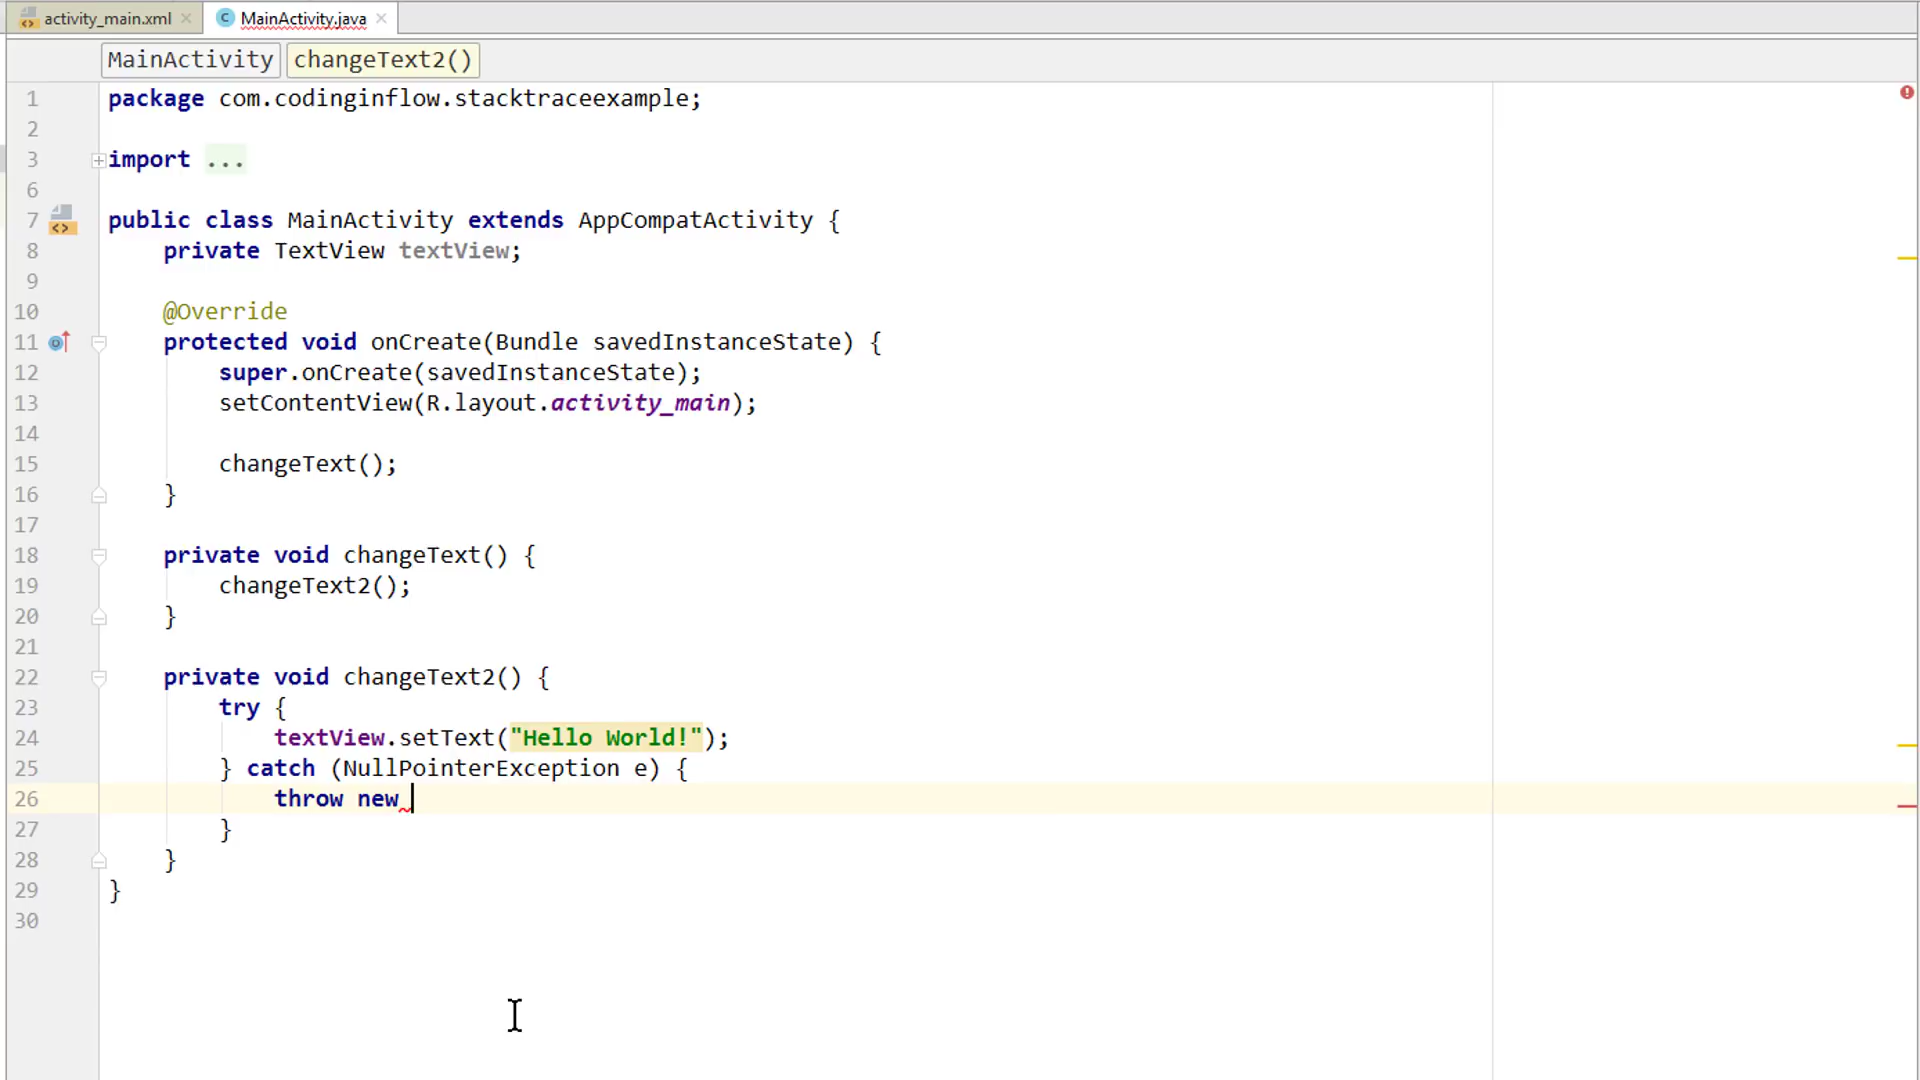 activity_main.xml MainActivity.java
MainActivity changeText2()
1 package com.codinginflow.stacktraceexample;
2
3 import ...
6
7 public class MainActivity extends AppCompatActivity {
8 private TextView textView;
9
10 @Override
11 protected void onCreate(Bundle savedInstanceState) {
12 super.onCreate(savedInstanceState);
13 setContentView(R.layout.activity_main);
14
15 changeText();
16 }
17
18 private void changeText() {
19 changeText2();
20 }
21
22 private void changeText2() {
23 try {
24 textView.setText("Hello World!");
25 } catch (NullPointerException e) {
26 throw new
27 }
28 }
29 }
30